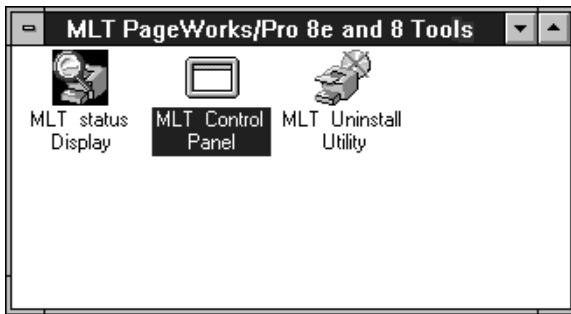 MLT PageWorks/Pro 8e and 8 Tools
MLT status
Display
MLT Control
Panel
MLT Uninstall
Utility